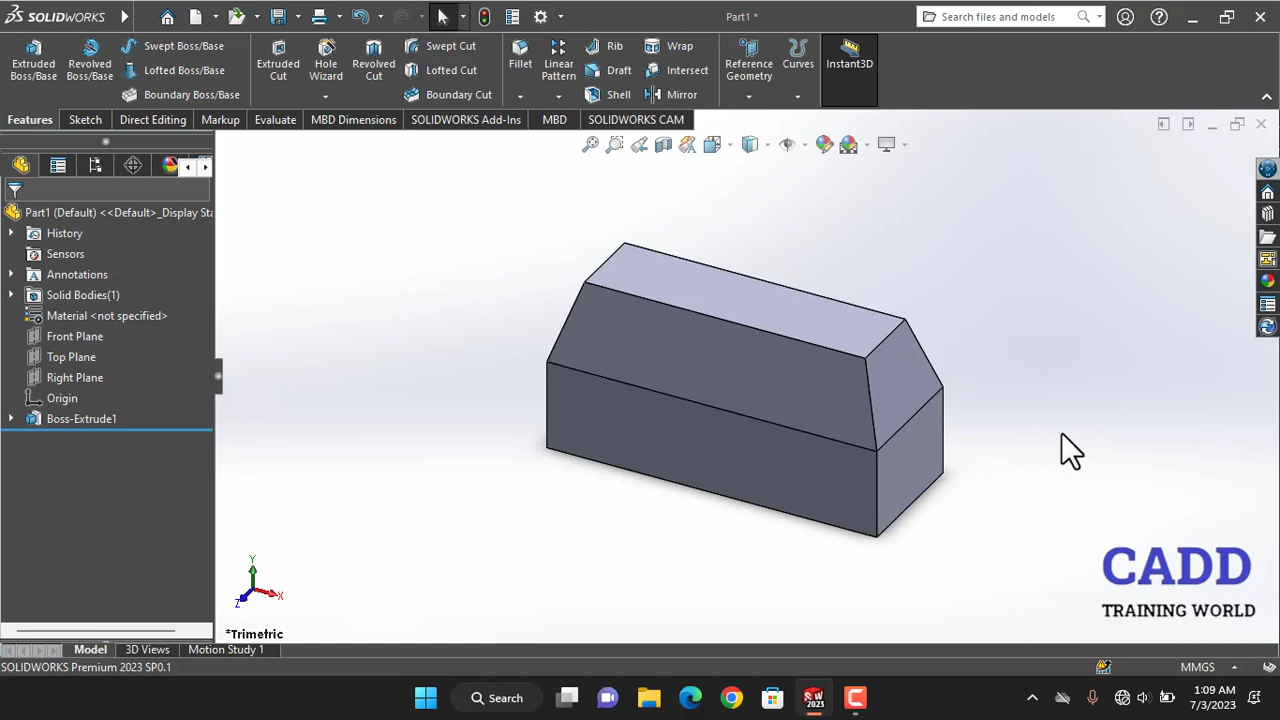 SOLIDWORKS
Part1 *
Search files and models
Extruded Boss/Base
Revolved Boss/Base
Swept Boss/Base
Lofted Boss/Base
Boundary Boss/Base
Extruded Cut
Hole Wizard
Revolved Cut
Swept Cut
Lofted Cut
Boundary Cut
Fillet
Linear Pattern
Rib
Draft
Shell
Wrap
Intersect
Mirror
Reference Geometry
Curves
Instant3D
Features
Sketch
Direct Editing
Markup
Evaluate
MBD Dimensions
SOLIDWORKS Add-Ins
MBD
SOLIDWORKS CAM
Part1 (Default) <<Default>_Display Sta
History
Sensors
Annotations
Solid Bodies(1)
Material <not specified>
Front Plane
Top Plane
Right Plane
Origin
Boss-Extrude1
Y
X
Z
*Trimetric
CADD
TRAINING WORLD
Model
3D Views
Motion Study 1
SOLIDWORKS Premium 2023 SP0.1
MMGS
Search
SW
2023
1:09 AM
7/3/2023